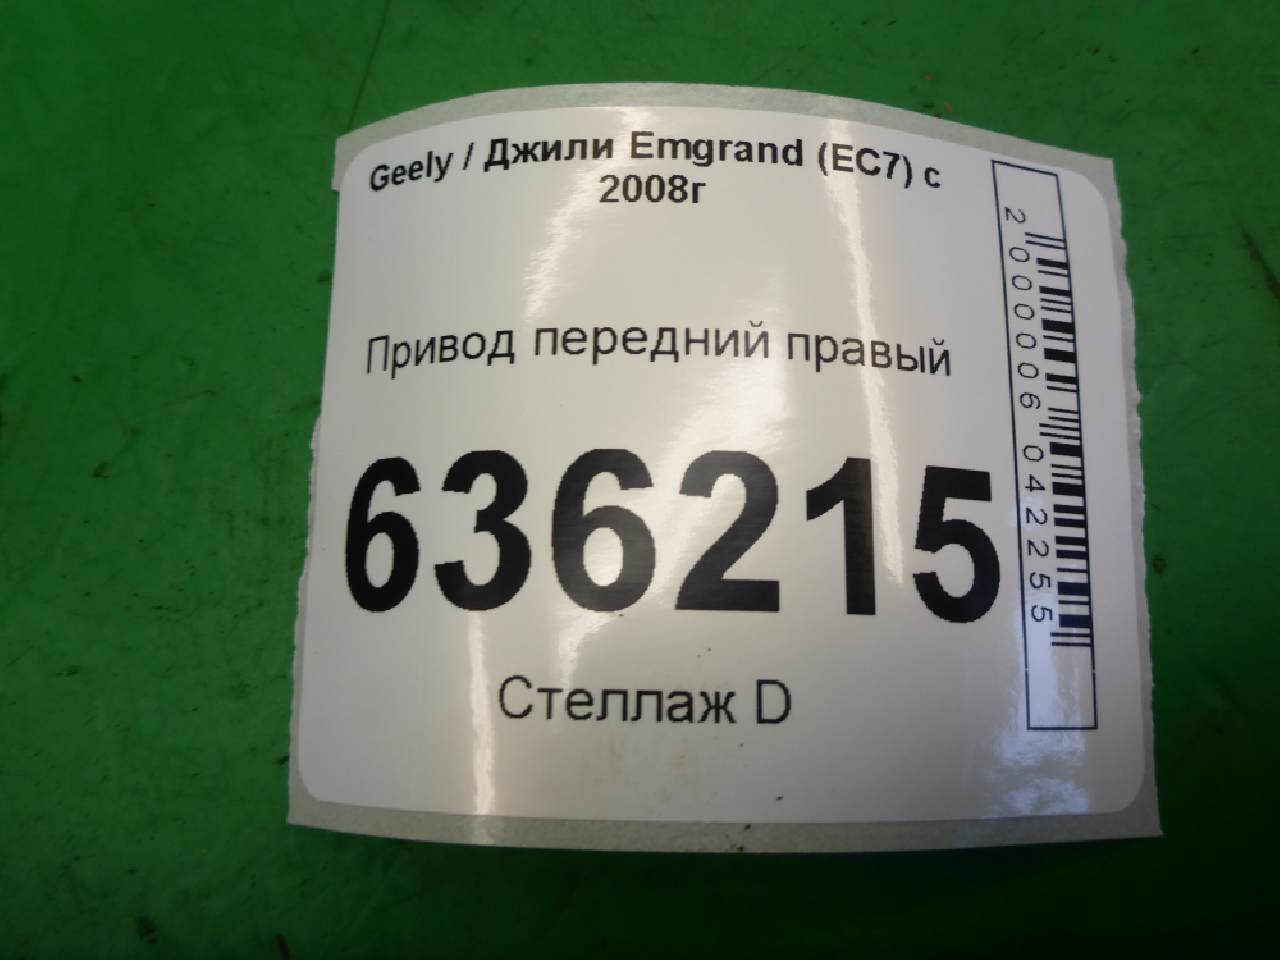 Geely / Джили Emgrand (EC7) с
2008г
Привод передний правый
636215
Стеллаж D
2000006042255